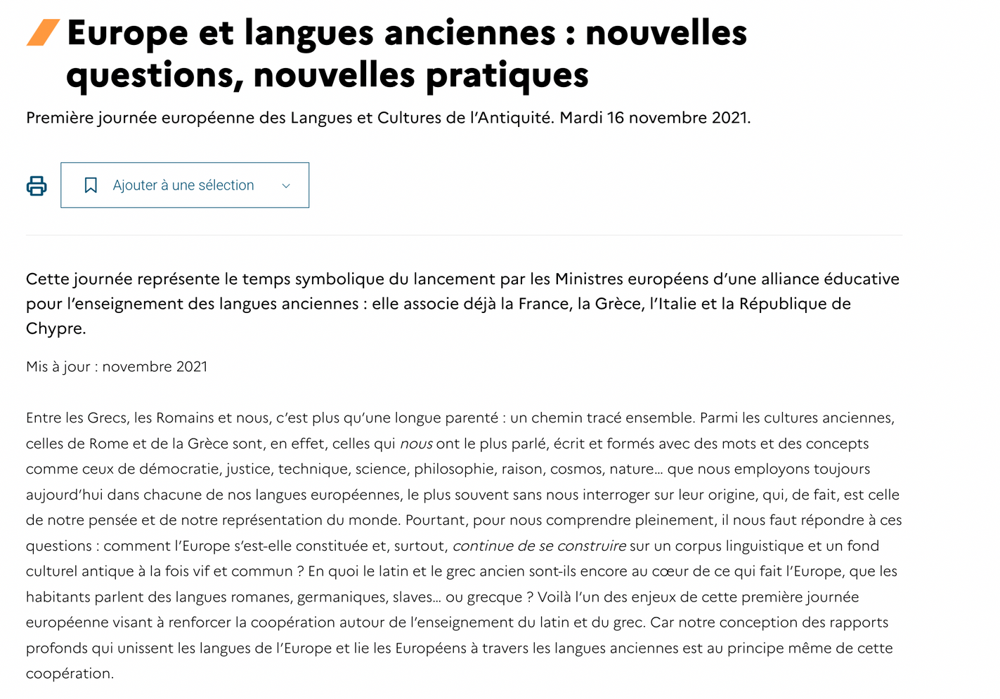 Europe et langues anciennes : nouvelles
questions, nouvelles pratiques
Première journée européenne des Langues et Cultures de l’Antiquité. Mardi 16 novembre 2021.
Ajouter à une sélection
Cette journée représente le temps symbolique du lancement par les Ministres européens d’une alliance éducative
pour l’enseignement des langues anciennes : elle associe déjà la France, la Grèce, l’Italie et la République de
Chypre.
Mis à jour : novembre 2021
Entre les Grecs, les Romains et nous, c’est plus qu’une longue parenté : un chemin tracé ensemble. Parmi les cultures anciennes,
celles de Rome et de la Grèce sont, en effet, celles qui nous ont le plus parlé, écrit et formés avec des mots et des concepts
comme ceux de démocratie, justice, technique, science, philosophie, raison, cosmos, nature… que nous employons toujours
aujourd’hui dans chacune de nos langues européennes, le plus souvent sans nous interroger sur leur origine, qui, de fait, est celle
de notre pensée et de notre représentation du monde. Pourtant, pour nous comprendre pleinement, il nous faut répondre à ces
questions : comment l’Europe s’est-elle constituée et, surtout, continue de se construire sur un corpus linguistique et un fond
culturel antique à la fois vif et commun ? En quoi le latin et le grec ancien sont-ils encore au cœur de ce qui fait l’Europe, que les
habitants parlent des langues romanes, germaniques, slaves… ou grecque ? Voilà l’un des enjeux de cette première journée
européenne visant à renforcer la coopération autour de l’enseignement du latin et du grec. Car notre conception des rapports
profonds qui unissent les langues de l’Europe et lie les Européens à travers les langues anciennes est au principe même de cette
coopération.